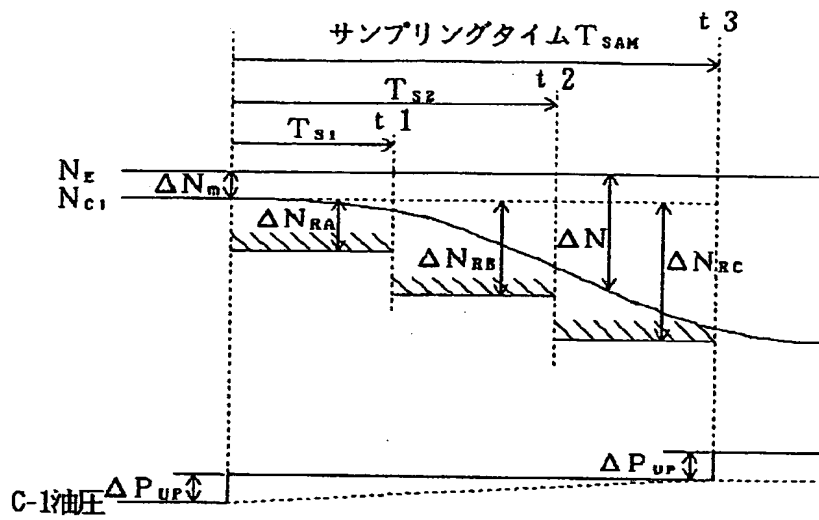 サンプリングタイムT_SAM
t 3
T_S2
t 2
T_S1
t 1
N_E
ΔN_m
N_C1
ΔN_RA
ΔN_RB
ΔN
ΔN_RC
ΔP_UP
C-1油圧
ΔP_UP